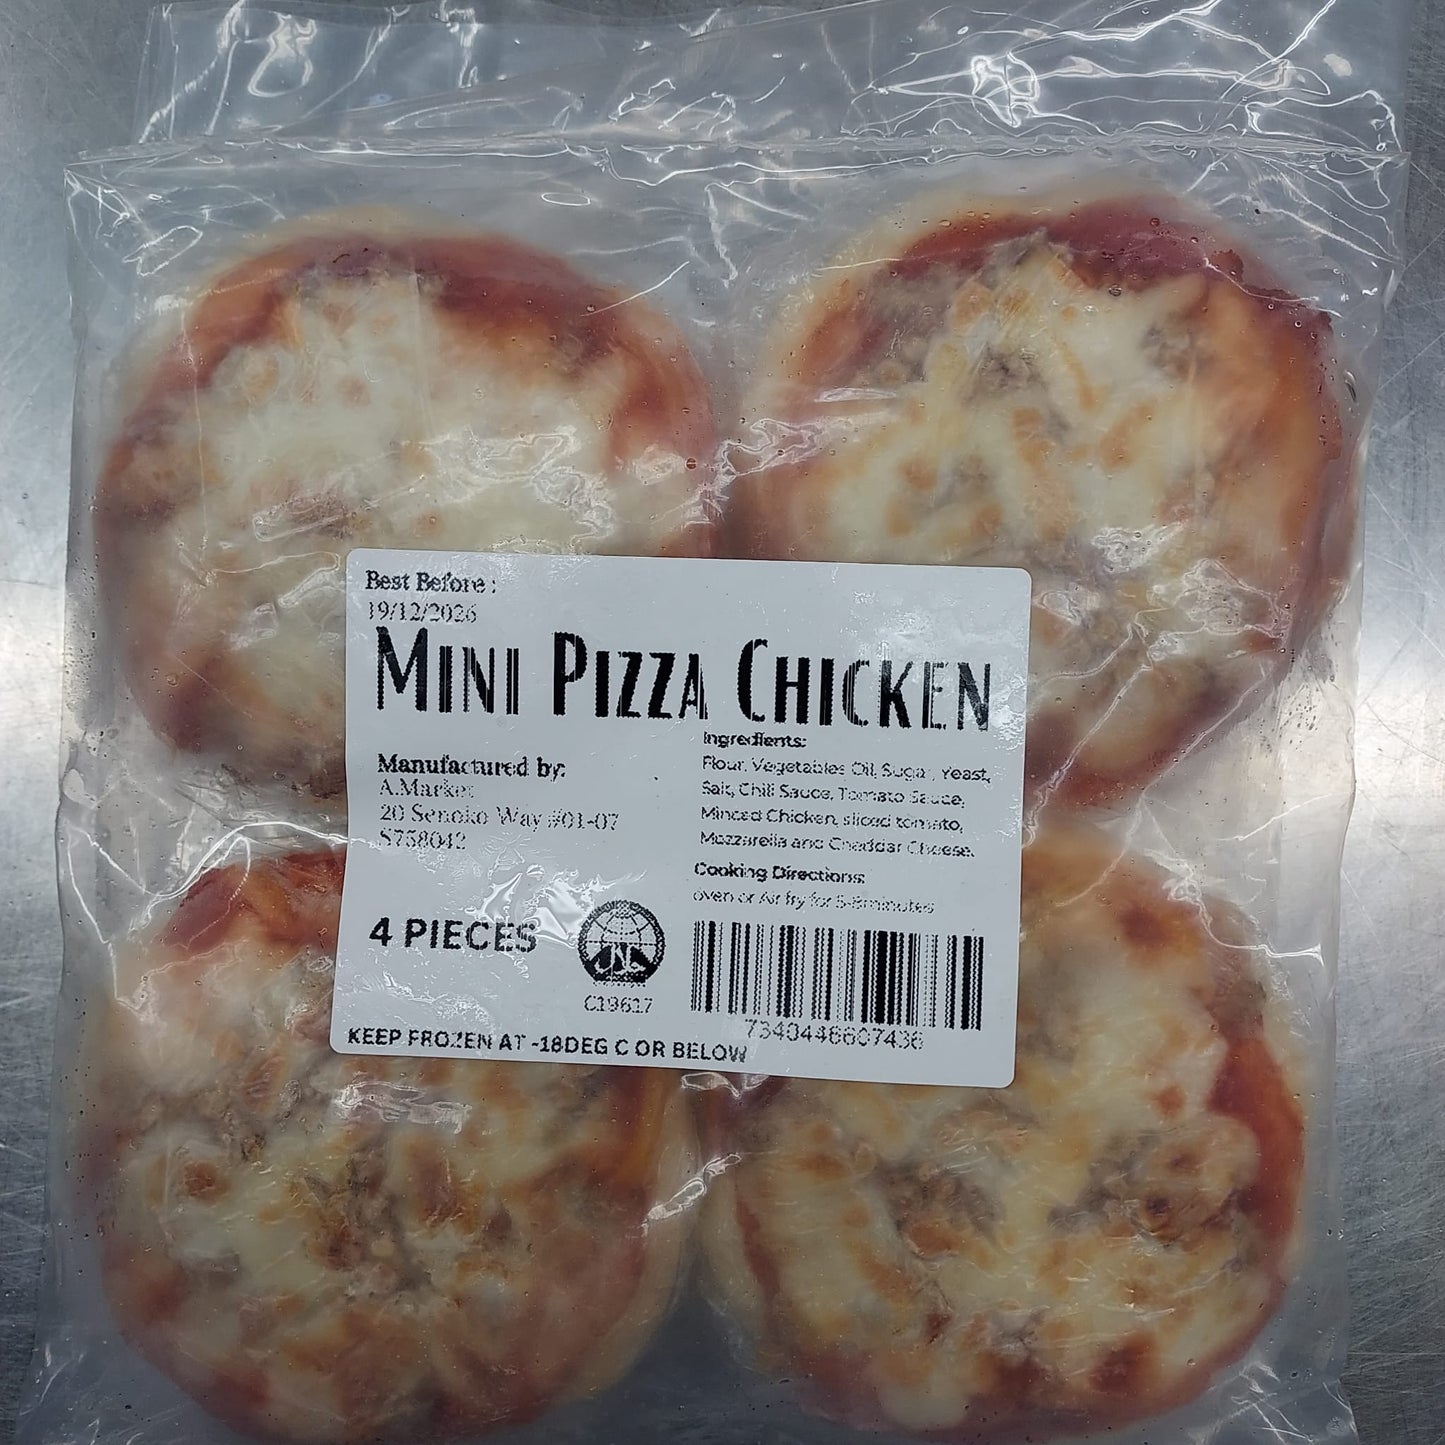 Best Before :
19/12/2026
MINI PIZZA CHICKEN
Manufactured by:
A.Market
20 Senoko Way #01-07
S758042
Ingredients:
Flour, Vegetables Oil, Sugar, Yeast,
Salt, Chili Sauce, Tomato Sauce,
Minced Chicken, sliced tomato,
Mozzarella and Cheddar Cheese.
Cooking Directions:
oven or Air fry for 5-8minutes
4 PIECES
C19617
7340448607436
KEEP FROZEN AT -18DEG C OR BELOW